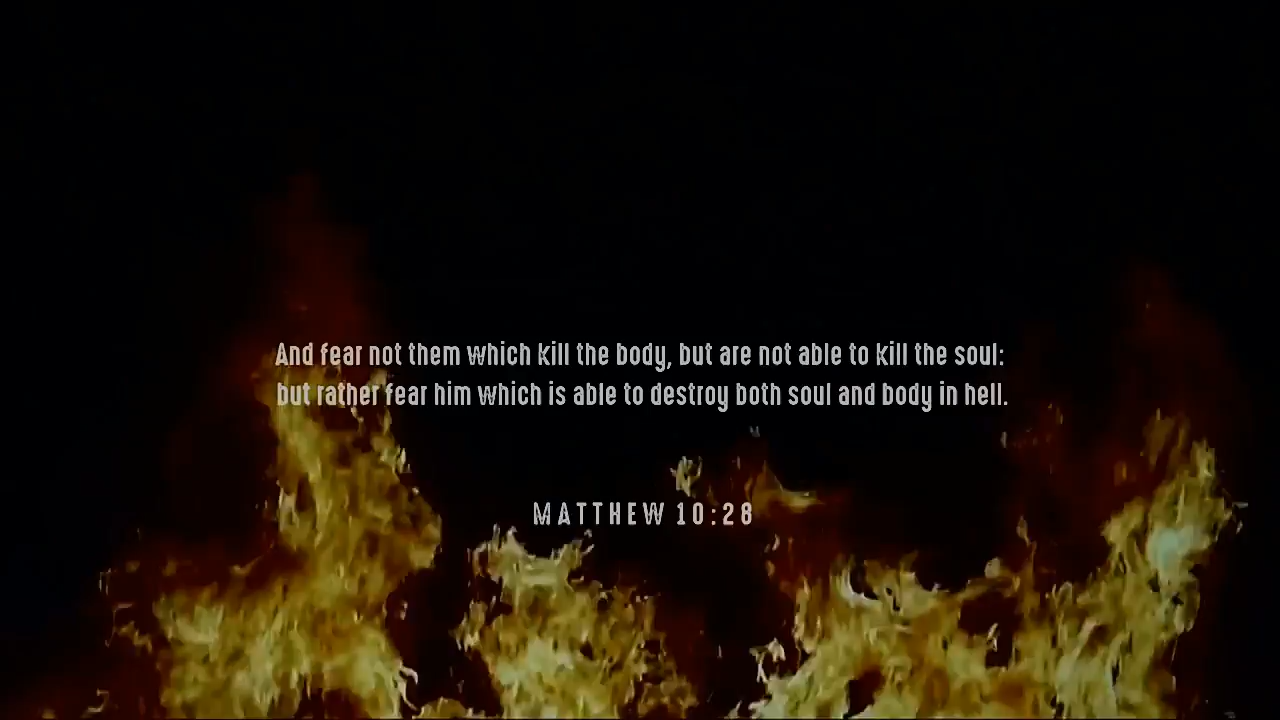 And fear not them which kill the body, but are not able to kill the soul:
but rather fear him which is able to destroy both soul and body in hell.
MATTHEW 10:28